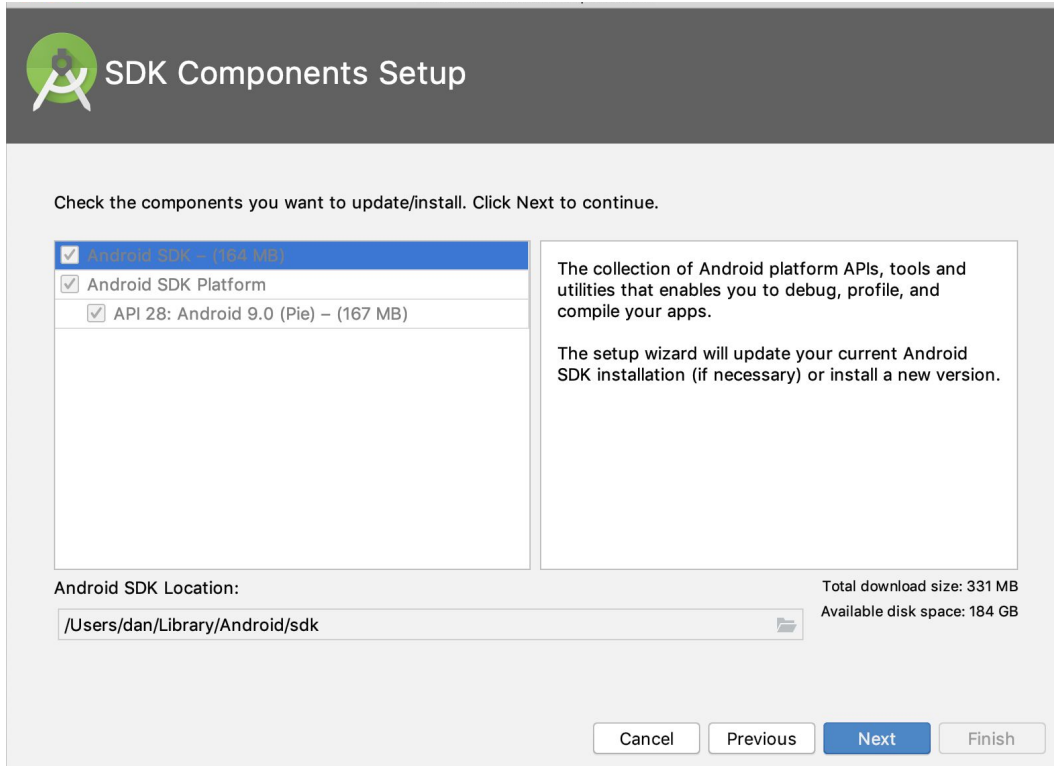 SDK Components Setup
Check the components you want to update/install. Click Next to continue.
Android SDK – (164 MB)
Android SDK Platform
API 28: Android 9.0 (Pie) – (167 MB)
The collection of Android platform APIs, tools and
utilities that enables you to debug, profile, and
compile your apps.
The setup wizard will update your current Android
SDK installation (if necessary) or install a new version.
Android SDK Location:
Total download size: 331 MB
Available disk space: 184 GB
/Users/dan/Library/Android/sdk
Cancel
Previous
Next
Finish